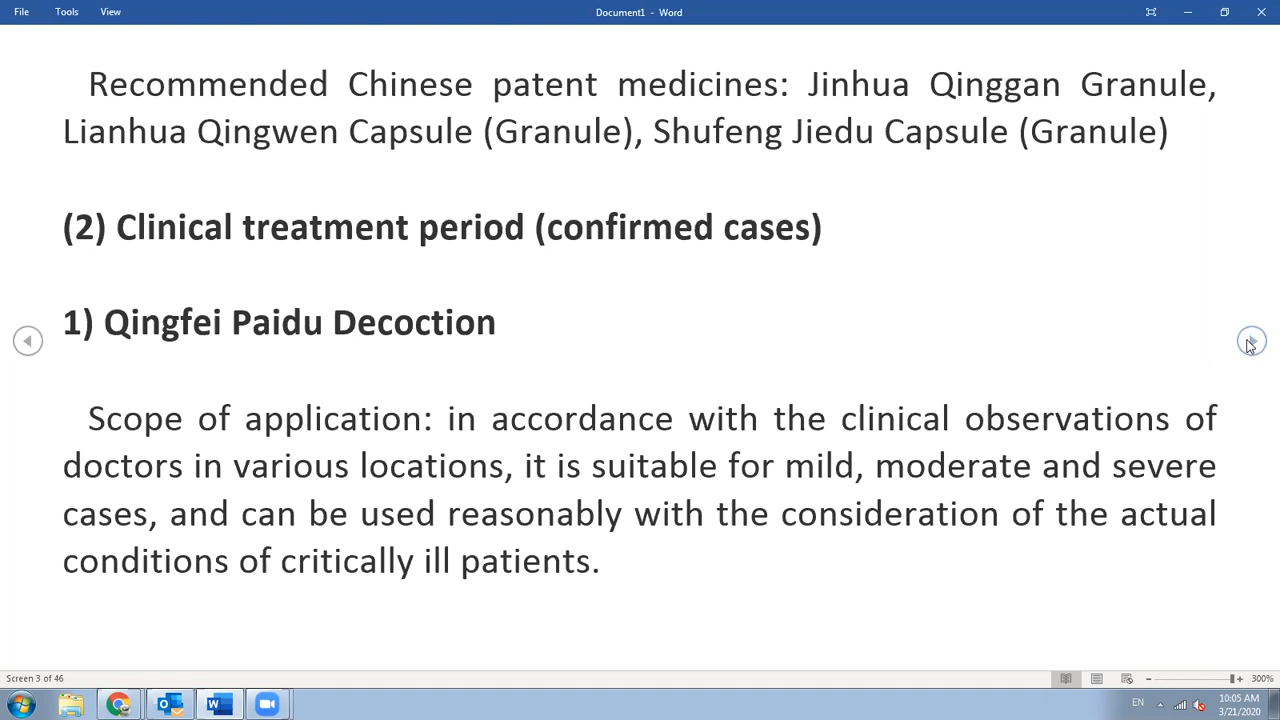 File Tools View Document1 - Word
Recommended Chinese patent medicines: Jinhua Qinggan Granule,
Lianhua Qingwen Capsule (Granule), Shufeng Jiedu Capsule (Granule)
(2) Clinical treatment period (confirmed cases)
1) Qingfei Paidu Decoction
Scope of application: in accordance with the clinical observations of
doctors in various locations, it is suitable for mild, moderate and severe
cases, and can be used reasonably with the consideration of the actual
conditions of critically ill patients.
Screen 3 of 46 300%
EN 10:05 AM
3/21/2020